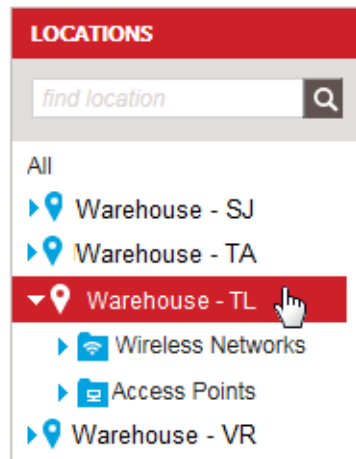 LOCATIONS
find location
All
Warehouse - SJ
Warehouse - TA
Warehouse - TL
Wireless Networks
Access Points
Warehouse - VR